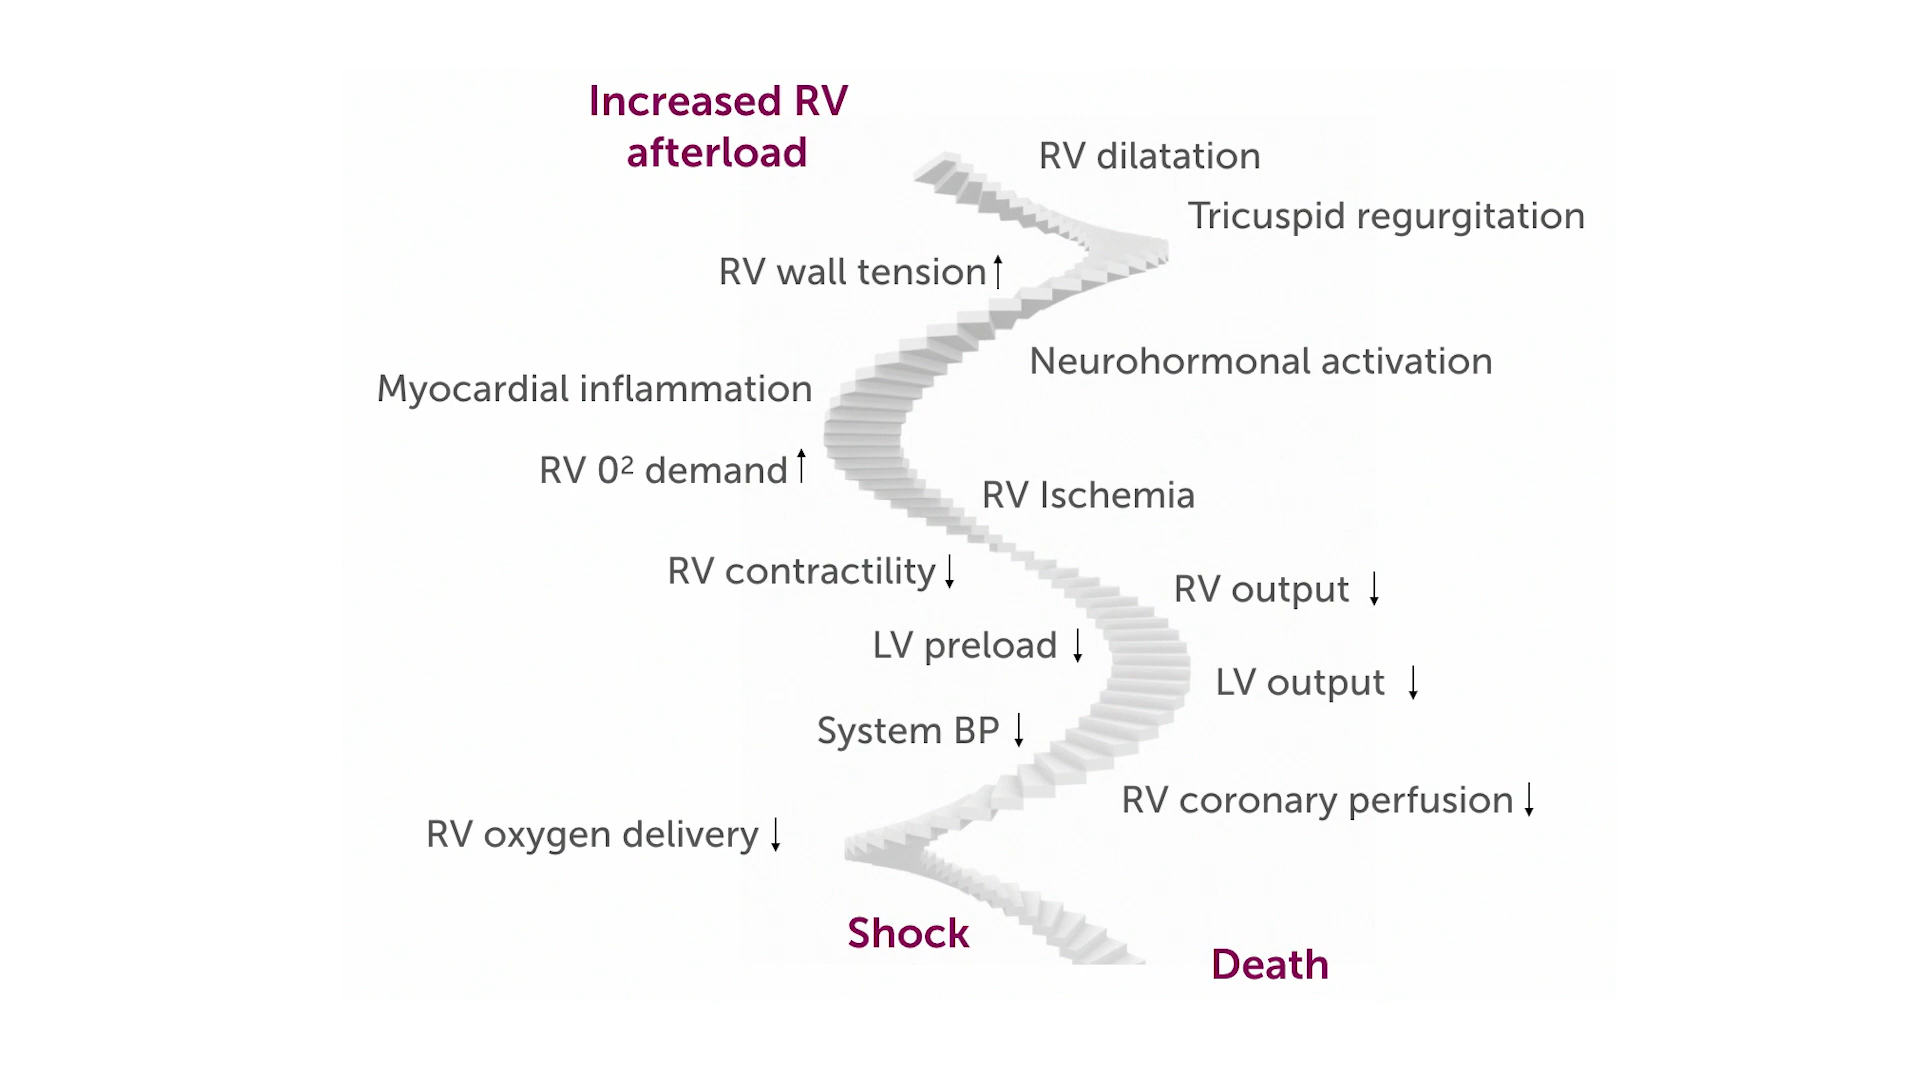 Increased RV
afterload
RV dilatation
Tricuspid regurgitation
RV wall tension↑
Neurohormonal activation
Myocardial inflammation
RV 0² demand↑
RV Ischemia
RV contractility↓
RV output ↓
LV preload ↓
LV output ↓
System BP ↓
RV coronary perfusion↓
RV oxygen delivery↓
Shock
Death